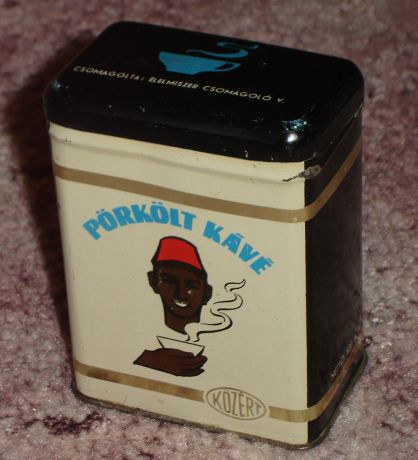 CSOMAGOLTA: ÉLELMISZER CSOMAGOLÓ V.
PÖRKÖLT KÁVÉ
KÖZÉRT